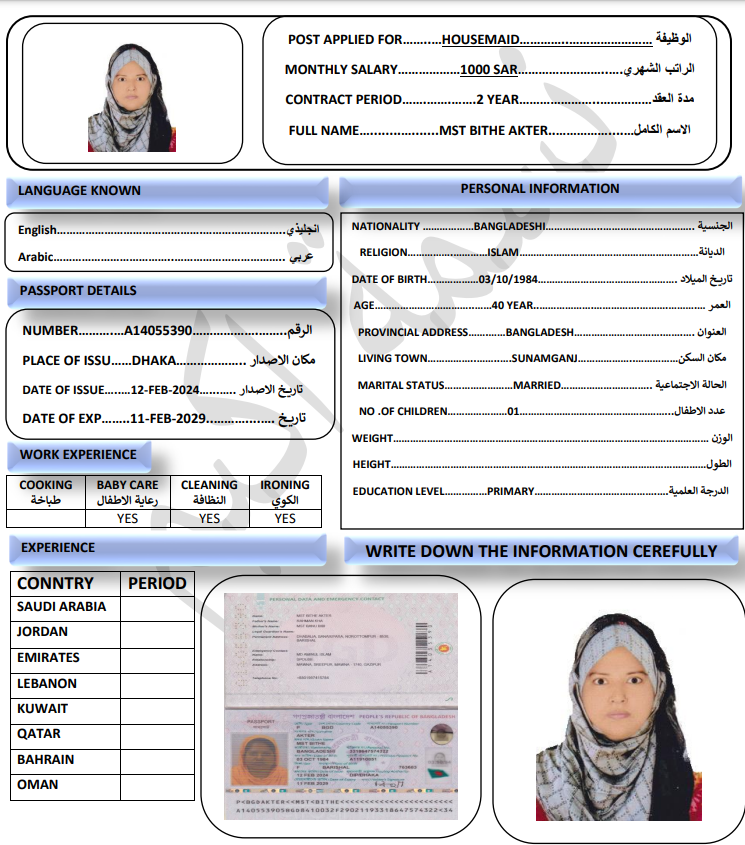 POST APPLIED FOR...........HOUSEMAID................................... الوظيفة
MONTHLY SALARY.................1000 SAR.............................. الراتب الشهري
CONTRACT PERIOD......................2 YEAR.................................. مدة العقد
FULL NAME......................MST BITHE AKTER......................... الاسم الكامل
LANGUAGE KNOWN
English........................................................... انجليذي
Arabic............................................................ عربي
PASSPORT DETAILS
NUMBER............A14055390........................ الرقم
PLACE OF ISSU......DHAKA................... مكان الاصدار
DATE OF ISSUE.......12-FEB-2024........... تاريخ الاصدار
DATE OF EXP........11-FEB-2029................. تاريخ
WORK EXPERIENCE
COOKING BABY CARE CLEANING IRONING
طباخة رعاية الاطفال النظافة الكوي
YES YES YES
EXPERIENCE
CONNTRY PERIOD
SAUDI ARABIA
JORDAN
EMIRATES
LEBANON
KUWAIT
QATAR
BAHRAIN
OMAN
PERSONAL INFORMATION
NATIONALITY ...............BANGLADESHI........................................ الجنسية
RELIGION...........................ISLAM............................................... الديانة
DATE OF BIRTH...............03/10/1984.................................. تاريخ الميلاد
AGE...................................40 YEAR............................................ العمر
PROVINCIAL ADDRESS..........BANGLADESH.............................. العنوان
LIVING TOWN.........................SUNAMGANJ.............................. مكان السكن
MARITAL STATUS....................MARRIED........................ الحالة الاجتماعية
NO .OF CHILDREN..................01........................................... عدد الاطفال
WEIGHT.................................................................................... الوزن
HEIGHT..................................................................................... الطول
EDUCATION LEVEL..............PRIMARY................................ الدرجة العلمية
WRITE DOWN THE INFORMATION CEREFULLY
PERSONAL DATA AND EMERGENCY CONTACT
MST BITHE AKTER
PASSPORT
PEOPLE'S REPUBLIC OF BANGLADESH
P BGD A14055390
AKTER
MST BITHE
BANGLADESHI
03 OCT 1984
F BARISHAL
12 FEB 2024 DIP/DHAKA
11 FEB 2029